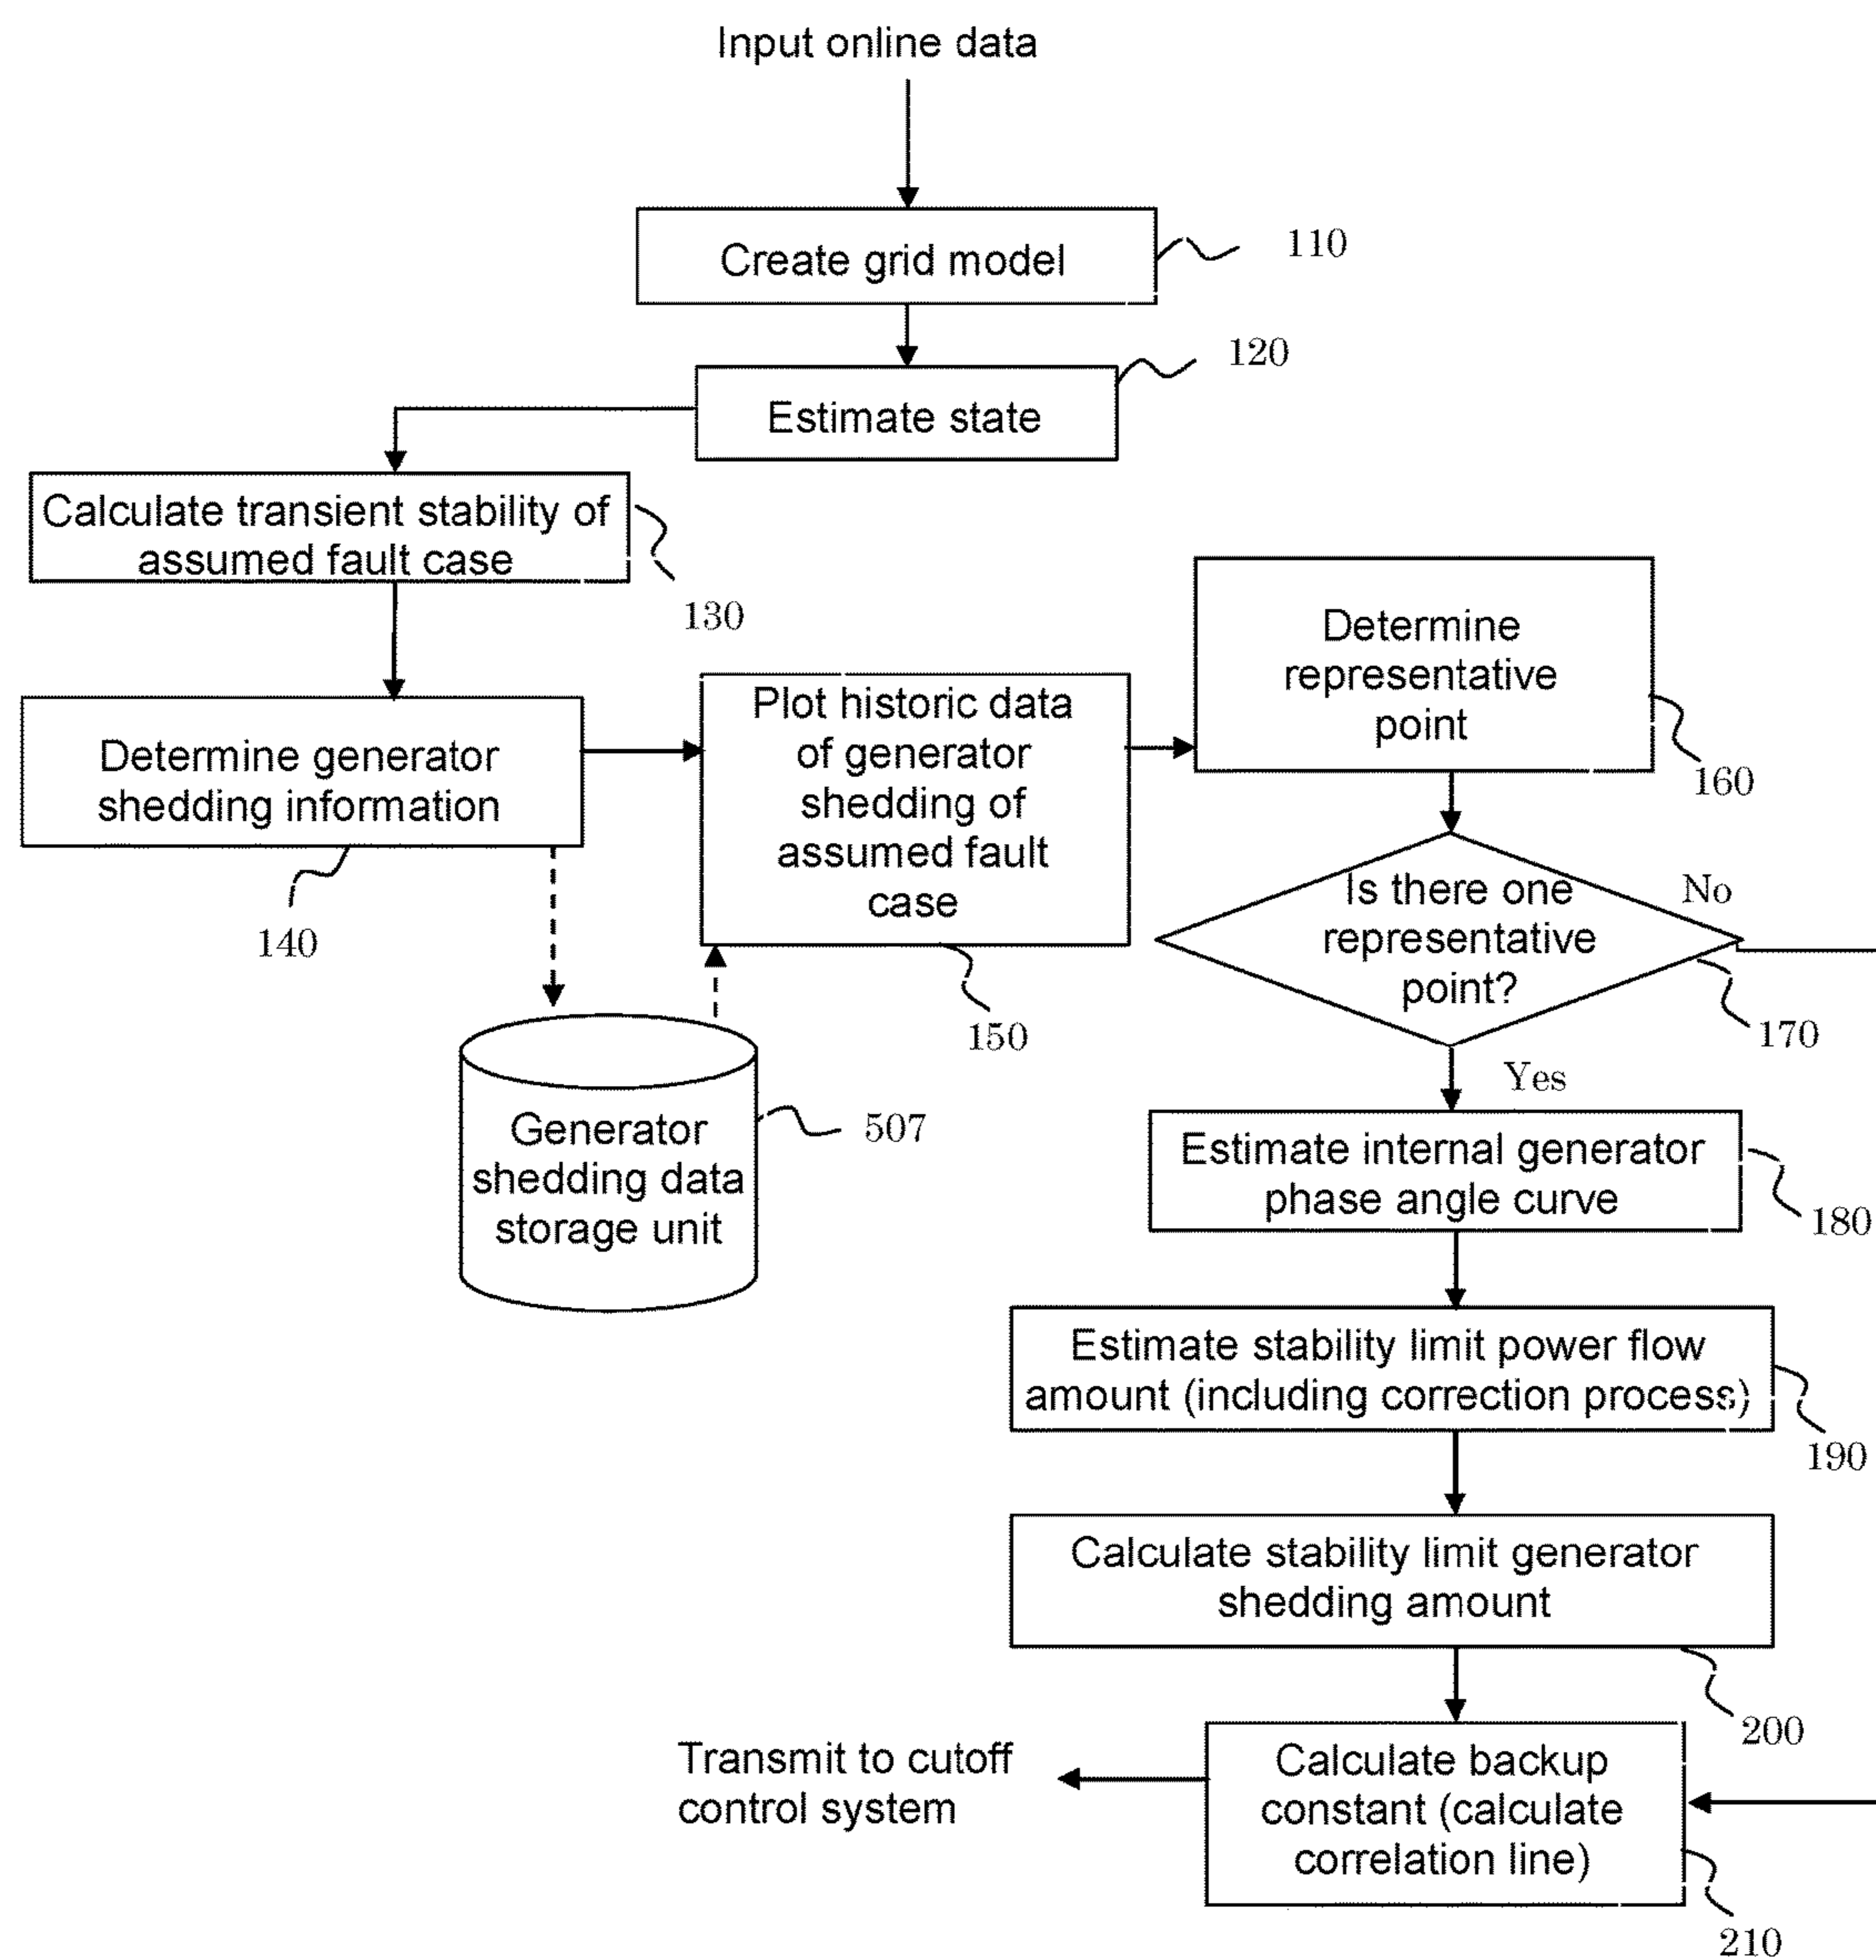 Input online data
Create grid model
110
120
Estimate state
Calculate transient stability of
assumed fault case
130
Determine generator
shedding information
140
Plot historic data
of generator
shedding of
assumed fault
case
150
Generator
shedding data
storage unit
507
Determine
representative
point
160
Is there one
representative
point?
No
170
Yes
Estimate internal generator
phase angle curve
180
Estimate stability limit power flow
amount (including correction process)
190
Calculate stability limit generator
shedding amount
200
Calculate backup
constant (calculate
correlation line)
210
Transmit to cutoff
control system